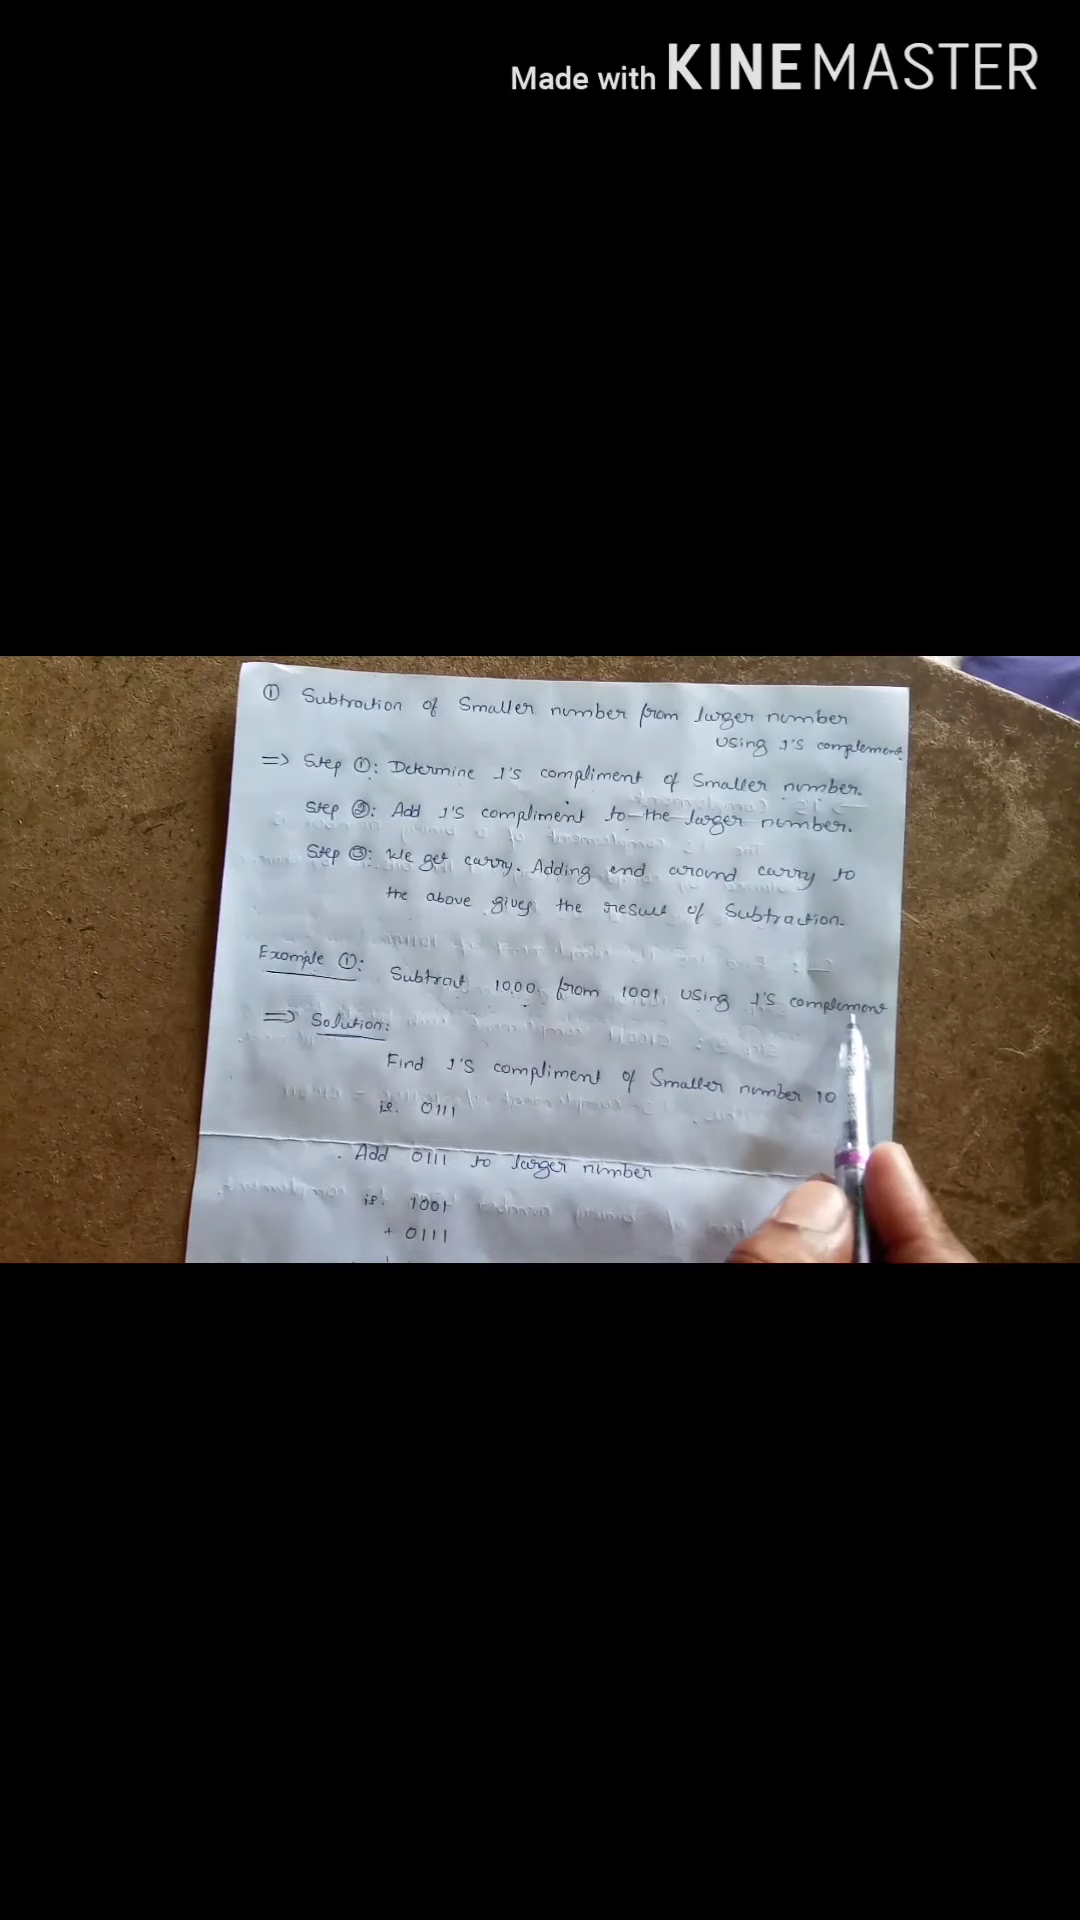 Made with KINEMASTER
① Subtraction of Smaller number from larger number
using 1's complement
=> Step ①: Determine 1's compliment of Smaller number.
Step ②: Add 1's compliment to the larger number.
Step ③: We get carry. Adding end around carry to
the above gives the result of Subtraction.
Example ①: Subtract 1000 from 1001 using 1's complement
=> Solution:
Find 1's compliment of Smaller number 10
ie. 0111
. Add 0111 to larger number
ie. 1001
+ 0111